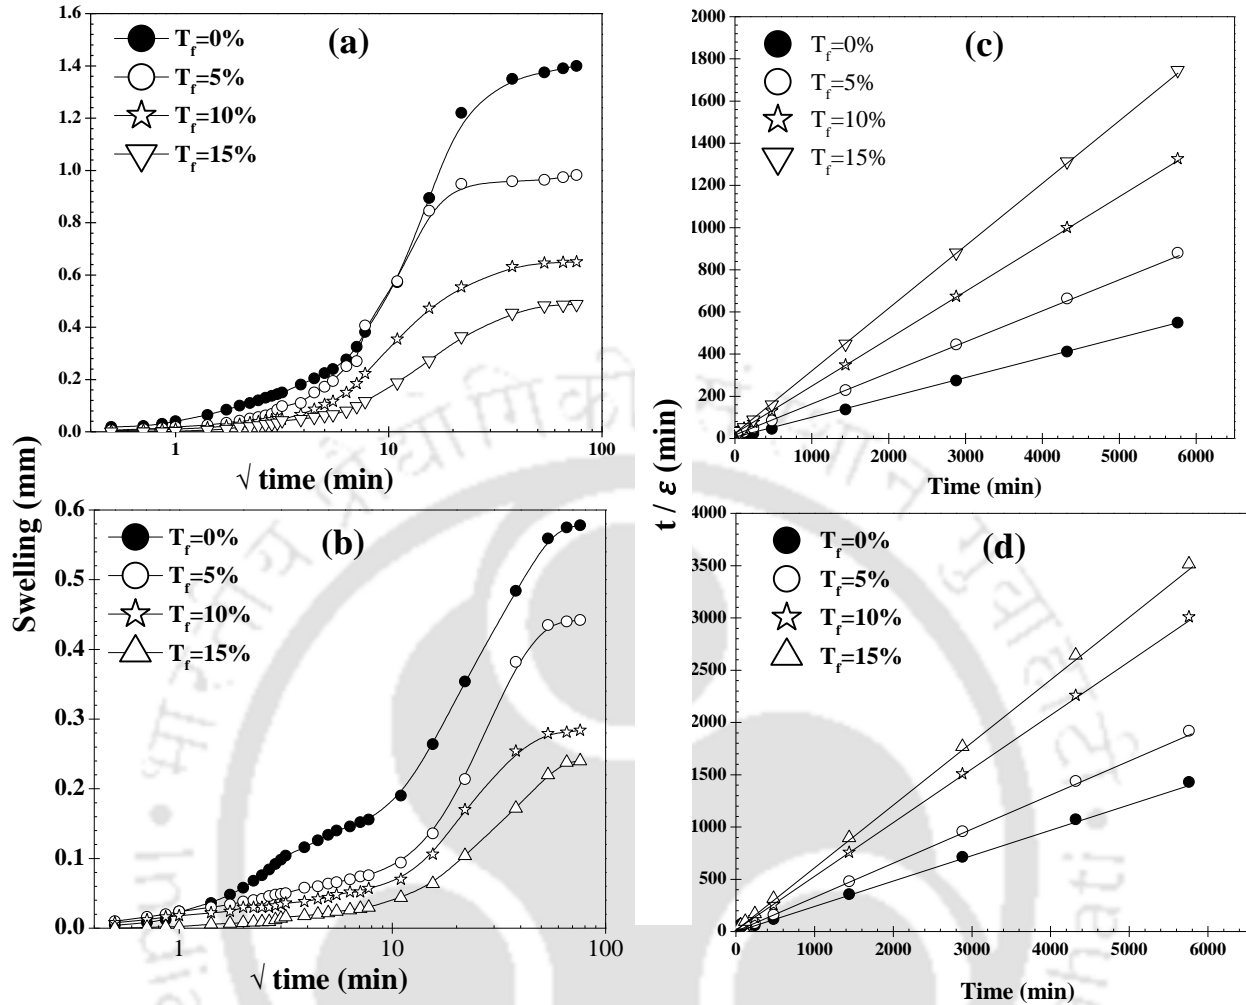 1.6
1.4
1.2
1.0
0.8
0.6
0.4
0.2
0.0
1
10
100
(a)
T_f=0%
T_f=5%
T_f=10%
T_f=15%
√ time (min)
Swelling (mm)
0.6
0.5
0.4
0.3
0.2
0.1
0.0
1
10
100
(b)
T_f=0%
T_f=5%
T_f=10%
T_f=15%
√ time (min)
2000
1800
1600
1400
1200
1000
800
600
400
200
0
0
1000
2000
3000
4000
5000
6000
(c)
T_f=0%
T_f=5%
T_f=10%
T_f=15%
Time (min)
t / ε (min)
4000
3500
3000
2500
2000
1500
1000
500
0
0
1000
2000
3000
4000
5000
6000
(d)
T_f=0%
T_f=5%
T_f=10%
T_f=15%
Time (min)